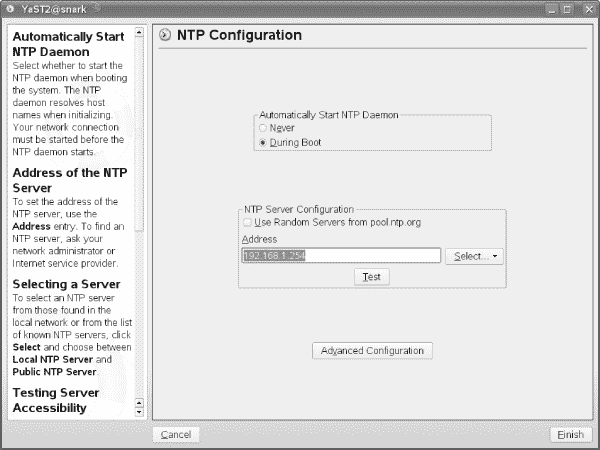 YaST2@snark
Automatically Start
NTP Daemon
Select whether to start
the NTP daemon when booting
the system. The NTP
daemon resolves host
names when initializing.
Your network connection
must be started before the
NTP daemon starts.
Address of the NTP
Server
To set the address of the
NTP server, use the
Address entry. To find an
NTP server, ask your
network administrator or
Internet service provider.
Selecting a Server
To select an NTP server
from those found in the
local network or from the list
of known NTP servers, click
Select and choose between
Local NTP Server and
Public NTP Server.
Testing Server
Accessibility
NTP Configuration
Automatically Start NTP Daemon
Never
During Boot
NTP Server Configuration
Use Random Servers from pool.ntp.org
Address
192.168.1.254
Select...
Test
Advanced Configuration
Cancel
Finish